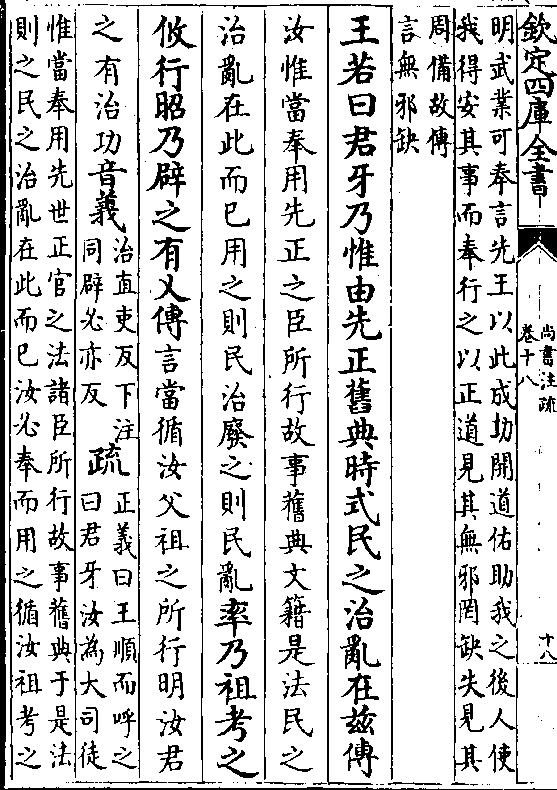 欽定四庫全書
尚書注疏
卷十八
十八
明武業可奉言先王以此成功開道佑助我之後人使
我得安其事而奉行之以正道見其無邪罔缺失見其
周備故傳
言無邪缺
王若曰君牙乃惟由先正舊典時式民之治亂在茲傳
汝惟當奉用先正之臣所行故事舊典文籍是法民之
治亂在此而已用之則民治廢之則民亂率乃祖考之
攸行昭乃辟之有乂傳言當循汝父祖之所行明汝君
之有治功音義治直吏反下注
同辟必亦反疏正義曰王順而呼之
曰君牙汝為大司徒
惟當奉用先世正官之法諸臣所行故事舊典于是法
則之民之治亂在此而已汝必奉而用之循汝祖考之